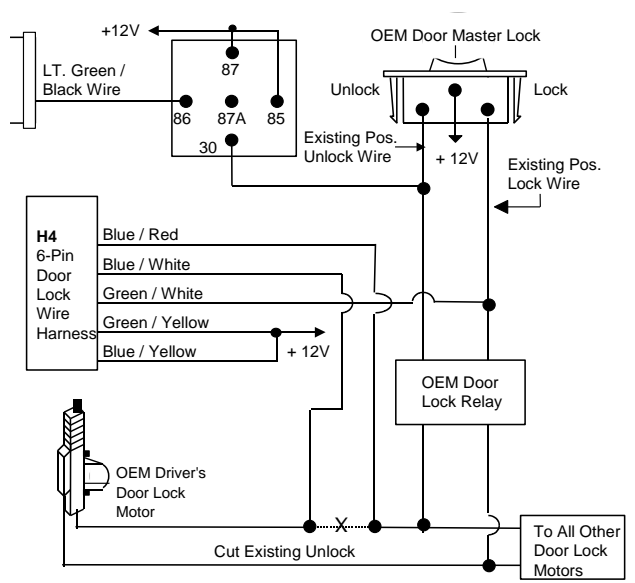 +12V
OEM Door Master Lock
LT. Green /
Black Wire
87
86
87A
85
30
Unlock
Lock
Existing Pos.
Unlock Wire
+ 12V
Existing Pos.
Lock Wire
H4
6-Pin
Door
Lock
Wire
Harness
Blue / Red
Blue / White
Green / White
Green / Yellow
Blue / Yellow
+ 12V
OEM Door
Lock Relay
OEM Driver's
Door Lock
Motor
X
Cut Existing Unlock
To All Other
Door Lock
Motors